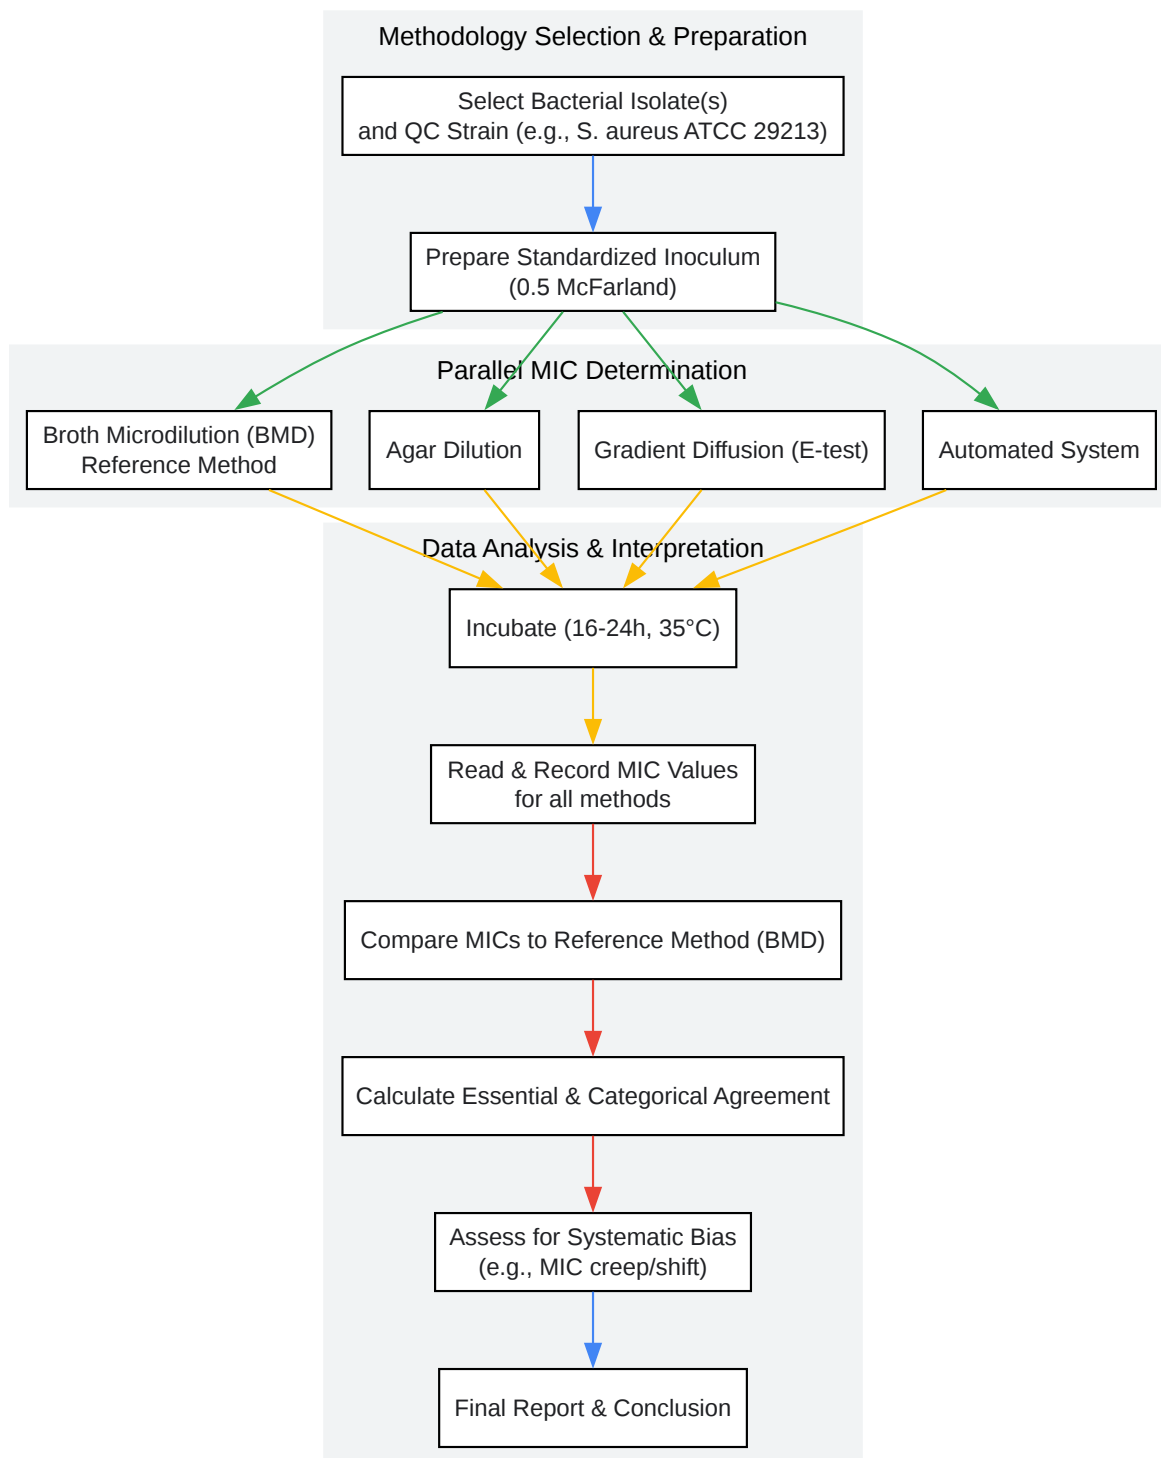 Methodology Selection & Preparation
Select Bacterial Isolate(s)
and QC Strain (e.g., S. aureus ATCC 29213)
Prepare Standardized Inoculum
(0.5 McFarland)
Parallel MIC Determination
Broth Microdilution (BMD)
Reference Method
Agar Dilution
Gradient Diffusion (E-test)
Automated System
Data Analysis & Interpretation
Incubate (16-24h, 35°C)
Read & Record MIC Values
for all methods
Compare MICs to Reference Method (BMD)
Calculate Essential & Categorical Agreement
Assess for Systematic Bias
(e.g., MIC creep/shift)
Final Report & Conclusion